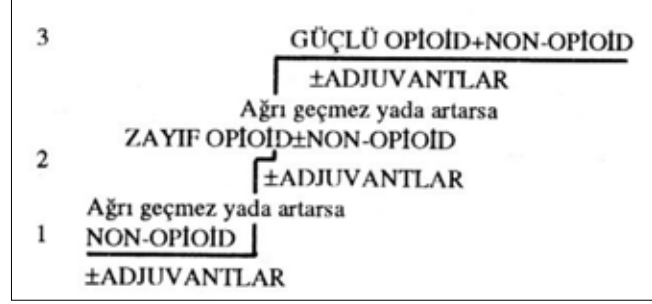 3 GÜÇLÜ OPİOİD+NON-OPİOİD
±ADJUVANTLAR
Ağrı geçmez yada artarsa
ZAYIF OPİOİD±NON-OPİOİD
2
±ADJUVANTLAR
Ağrı geçmez yada artarsa
1 NON-OPİOİD
±ADJUVANTLAR